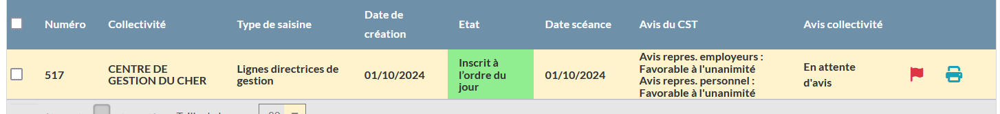 Numéro Collectivité Type de saisine Date de création Etat Date scéance Avis du CST Avis collectivité
517
CENTRE DE
GESTION DU CHER
Lignes directrices de
gestion
01/10/2024
Inscrit à
l'ordre du
jour
01/10/2024
Avis repres. employeurs :
Favorable à l'unanimité
Avis repres. personnel :
Favorable à l'unanimité
En attente
d'avis